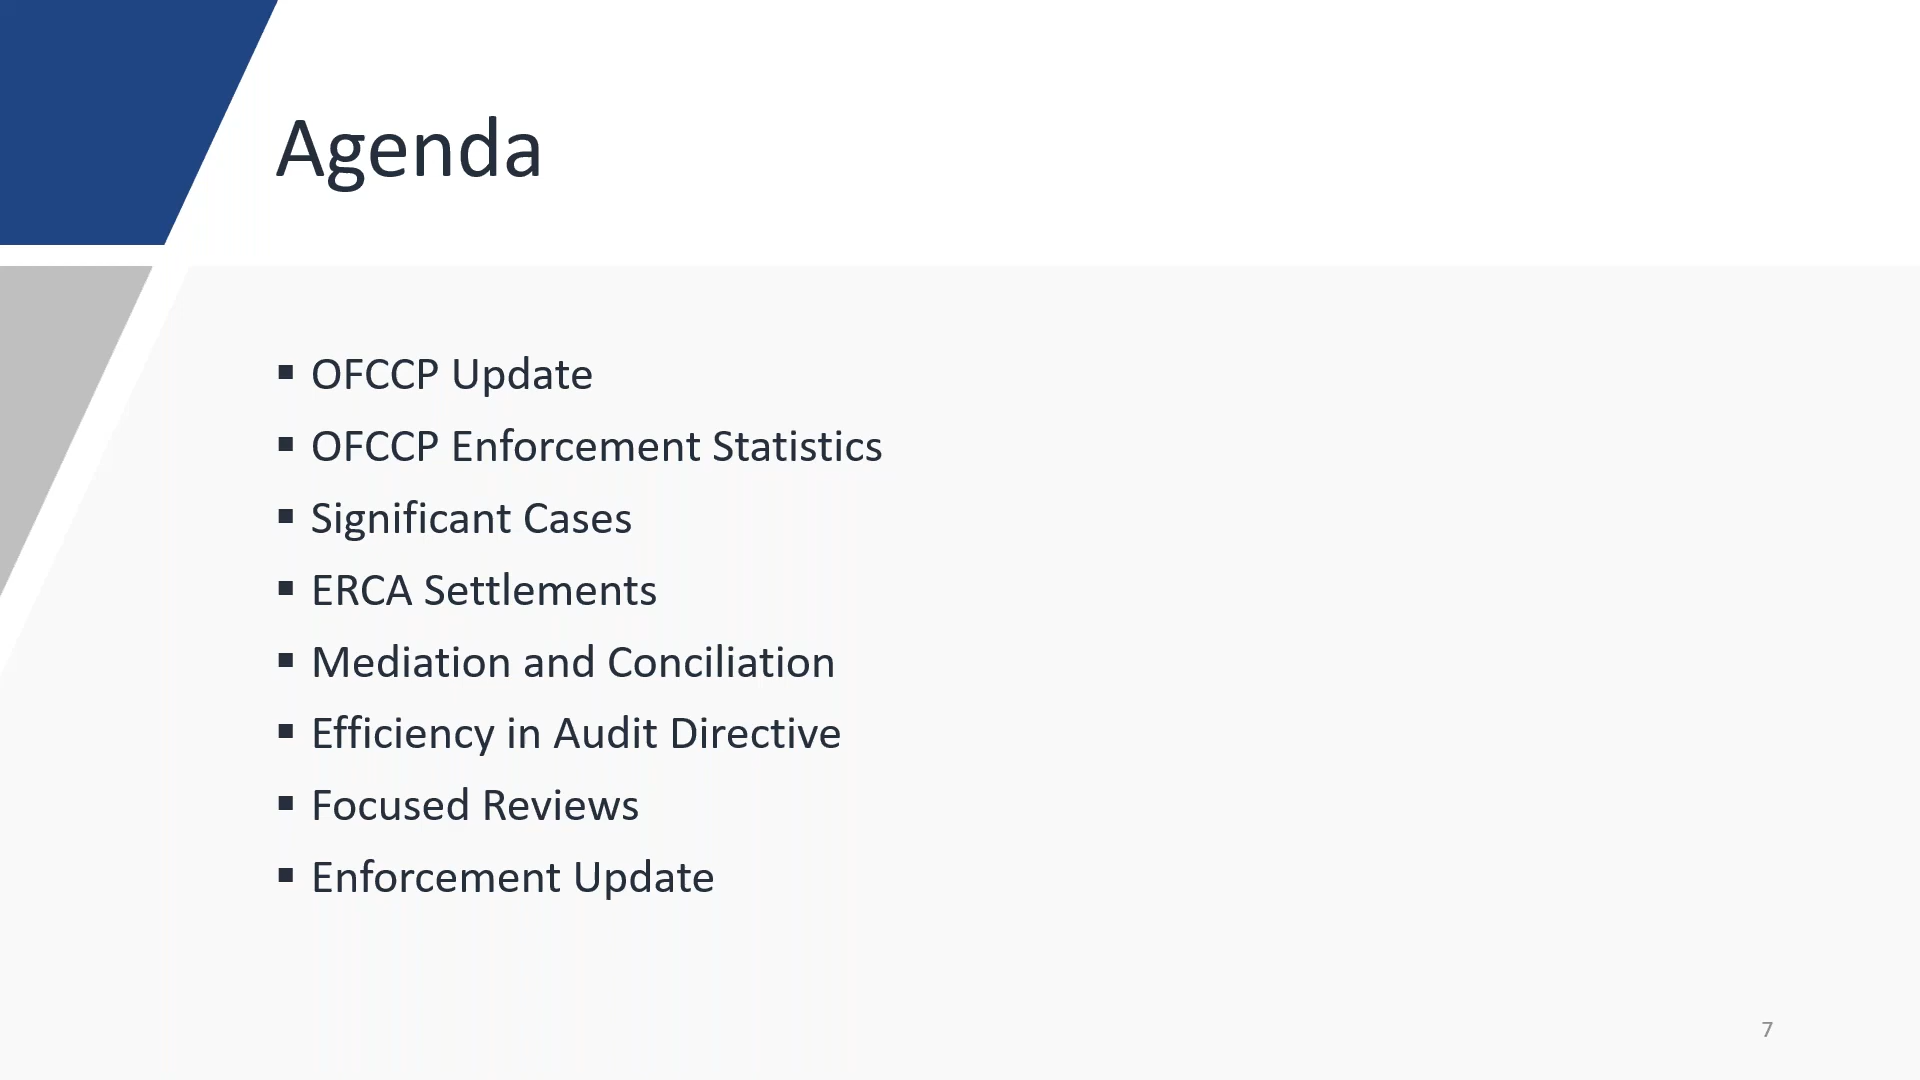 Agenda
▪ OFCCP Update
▪ OFCCP Enforcement Statistics
▪ Significant Cases
▪ ERCA Settlements
▪ Mediation and Conciliation
▪ Efficiency in Audit Directive
▪ Focused Reviews
▪ Enforcement Update
7